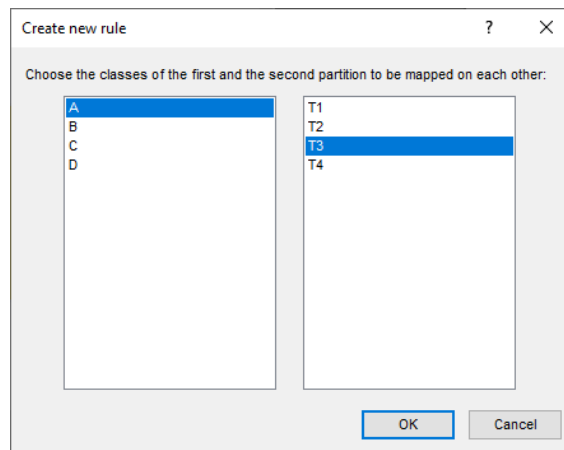 Create new rule
?
Choose the classes of the first and the second partition to be mapped on each other:
A
B
C
D
T1
T2
T3
T4
OK
Cancel